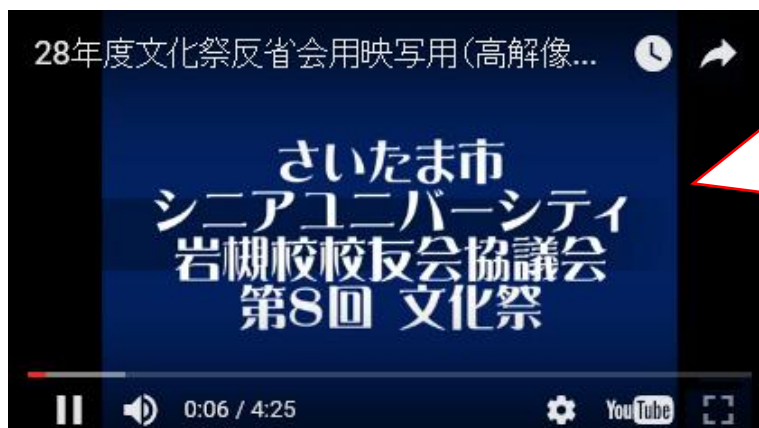 28年度文化祭反省会用映写用(高解像...
さいたま市
シニアユニバーシティ
岩槻校校友会協議会
第8回 文化祭
0:06 / 4:25
YouTube